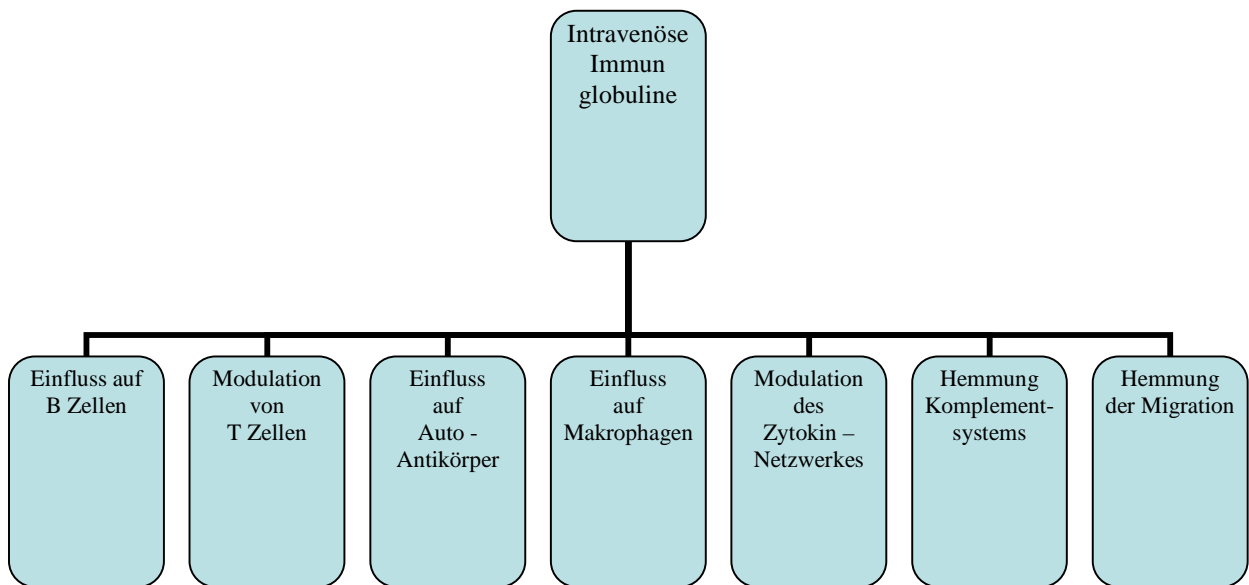 Intravenöse
Immun
globuline
Einfluss auf
B Zellen
Modulation
von
T Zellen
Einfluss
auf
Auto -
Antikörper
Einfluss
auf
Makrophagen
Modulation
des
Zytokin –
Netzwerkes
Hemmung
Komplement-
systems
Hemmung
der Migration